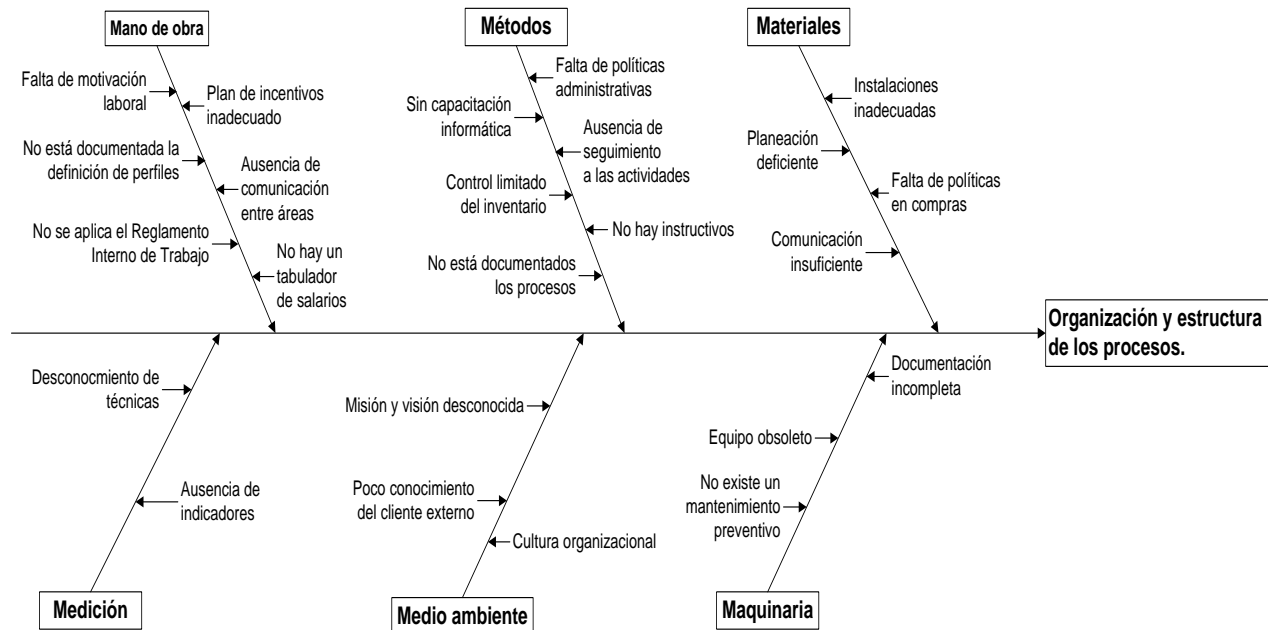 Mano de obra
Falta de motivación
laboral
Plan de incentivos
inadecuado
No está documentada la
definición de perfiles
Ausencia de
comunicación
entre áreas
No se aplica el Reglamento
Interno de Trabajo
No hay un
tabulador
de salarios
Métodos
Falta de políticas
administrativas
Sin capacitación
informática
Ausencia de
seguimiento
a las actividades
Control limitado
del inventario
No hay instructivos
No está documentados
los procesos
Materiales
Instalaciones
inadecuadas
Planeación
deficiente
Falta de políticas
en compras
Comunicación
insuficiente
Organización y estructura
de los procesos.
Desconocmiento de
técnicas
Ausencia de
indicadores
Medición
Misión y visión desconocida
Poco conocimiento
del cliente externo
Cultura organizacional
Medio ambiente
Documentación
incompleta
Equipo obsoleto
No existe un
mantenimiento
preventivo
Maquinaria